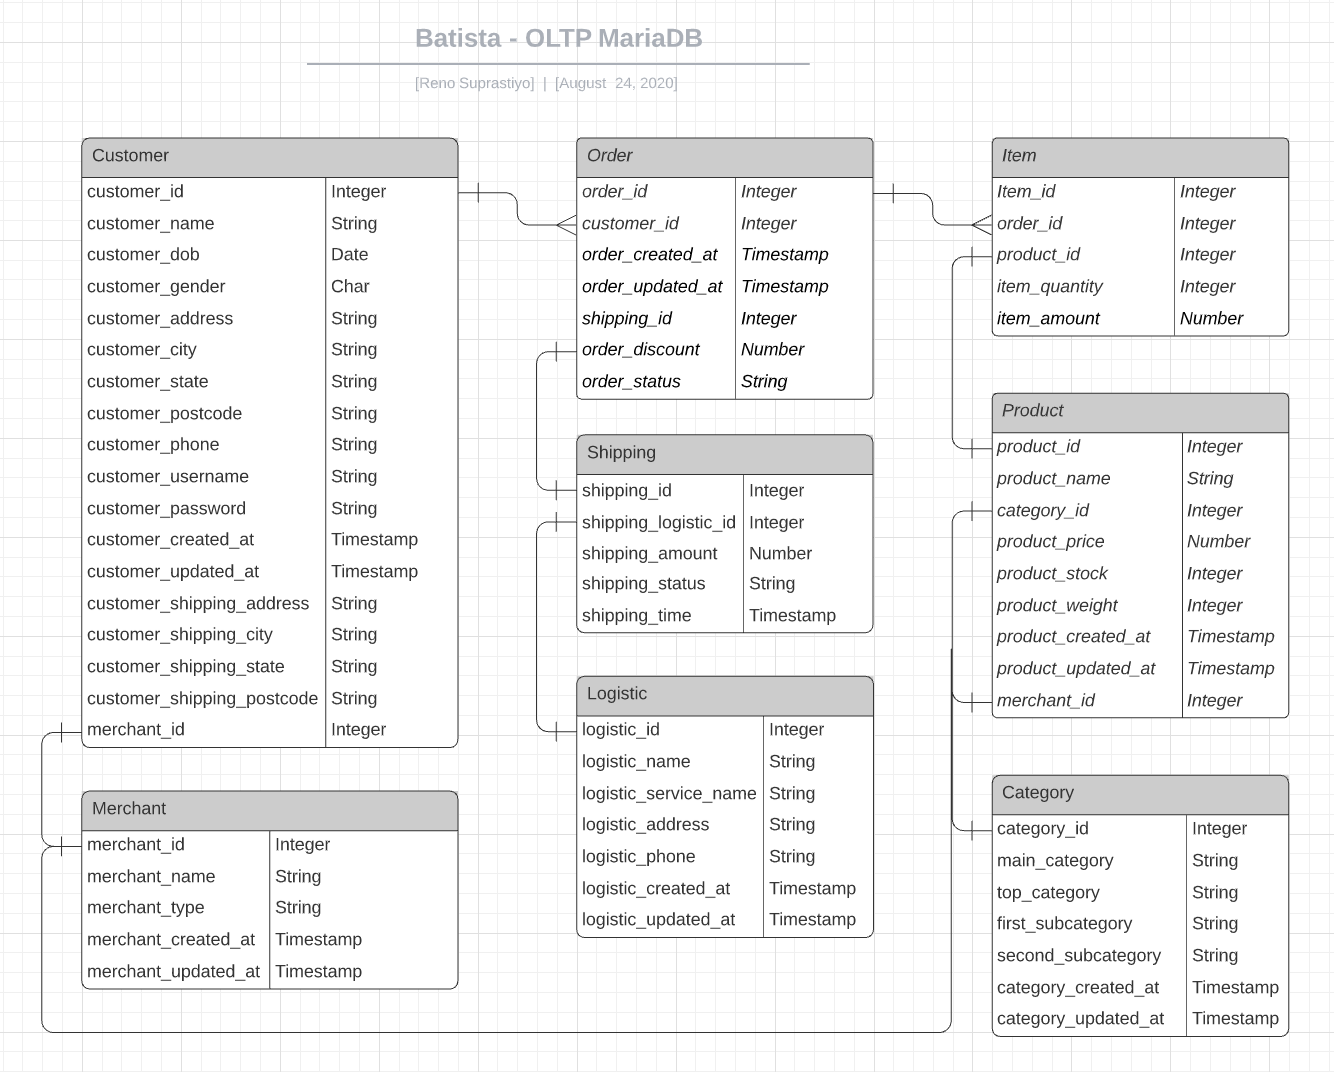 Batista - OLTP MariaDB
[Reno Suprastiyo] | [August 24, 2020]
Customer
customer_id Integer
customer_name String
customer_dob Date
customer_gender Char
customer_address String
customer_city String
customer_state String
customer_postcode String
customer_phone String
customer_username String
customer_password String
customer_created_at Timestamp
customer_updated_at Timestamp
customer_shipping_address String
customer_shipping_city String
customer_shipping_state String
customer_shipping_postcode String
merchant_id Integer
Merchant
merchant_id Integer
merchant_name String
merchant_type String
merchant_created_at Timestamp
merchant_updated_at Timestamp
Order
order_id Integer
customer_id Integer
order_created_at Timestamp
order_updated_at Timestamp
shipping_id Integer
order_discount Number
order_status String
Shipping
shipping_id Integer
shipping_logistic_id Integer
shipping_amount Number
shipping_status String
shipping_time Timestamp
Logistic
logistic_id Integer
logistic_name String
logistic_service_name String
logistic_address String
logistic_phone String
logistic_created_at Timestamp
logistic_updated_at Timestamp
Item
Item_id Integer
order_id Integer
product_id Integer
item_quantity Integer
item_amount Number
Product
product_id Integer
product_name String
category_id Integer
product_price Number
product_stock Integer
product_weight Integer
product_created_at Timestamp
product_updated_at Timestamp
merchant_id Integer
Category
category_id Integer
main_category String
top_category String
first_subcategory String
second_subcategory String
category_created_at Timestamp
category_updated_at Timestamp